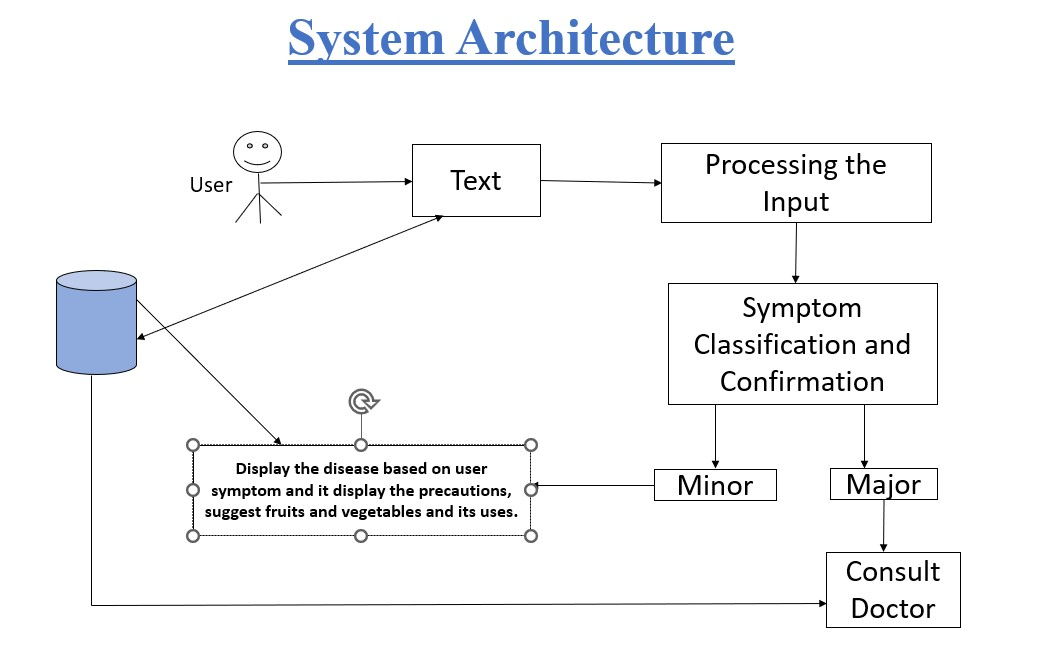 System Architecture
User
Text
Processing the
Input
Symptom
Classification and
Confirmation
Display the disease based on user
symptom and it display the precautions,
suggest fruits and vegetables and its uses.
Minor
Major
Consult
Doctor